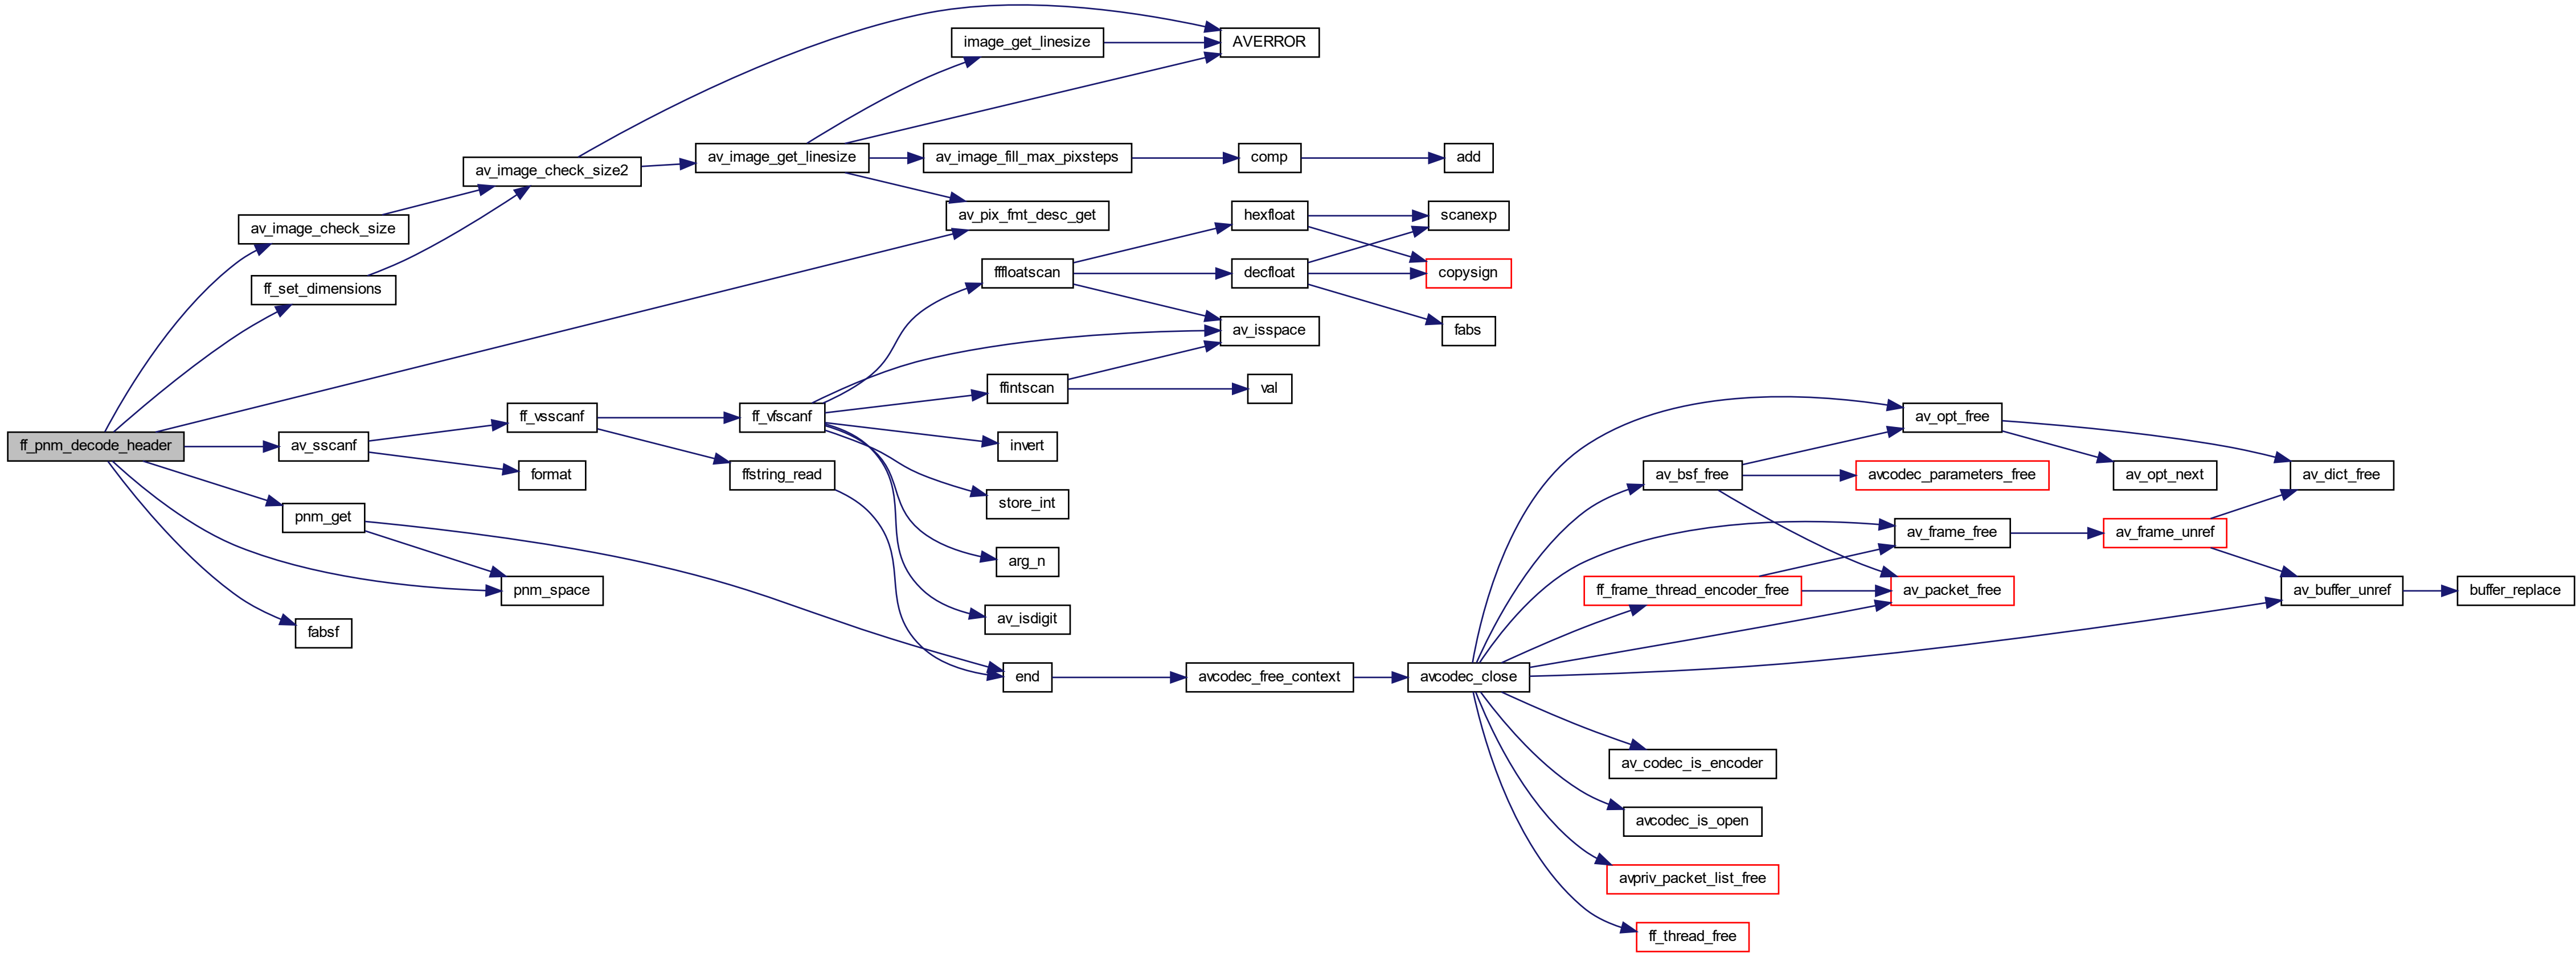 image_get_linesize
AVERROR
av_image_check_size2
av_image_get_linesize
av_image_fill_max_pixsteps
comp
add
av_image_check_size
av_pix_fmt_desc_get
hexfloat
scanexp
ff_set_dimensions
fffloatscan
decfloat
copysign
av_isspace
fabs
ff_pnm_decode_header
av_sscanf
ff_vsscanf
ff_vfscanf
ffintscan
val
format
ffstring_read
invert
store_int
arg_n
av_isdigit
pnm_get
pnm_space
fabsf
end
avcodec_free_context
avcodec_close
av_opt_free
av_bsf_free
avcodec_parameters_free
av_opt_next
av_dict_free
av_frame_free
av_frame_unref
ff_frame_thread_encoder_free
av_packet_free
av_buffer_unref
buffer_replace
av_codec_is_encoder
avcodec_is_open
avpriv_packet_list_free
ff_thread_free